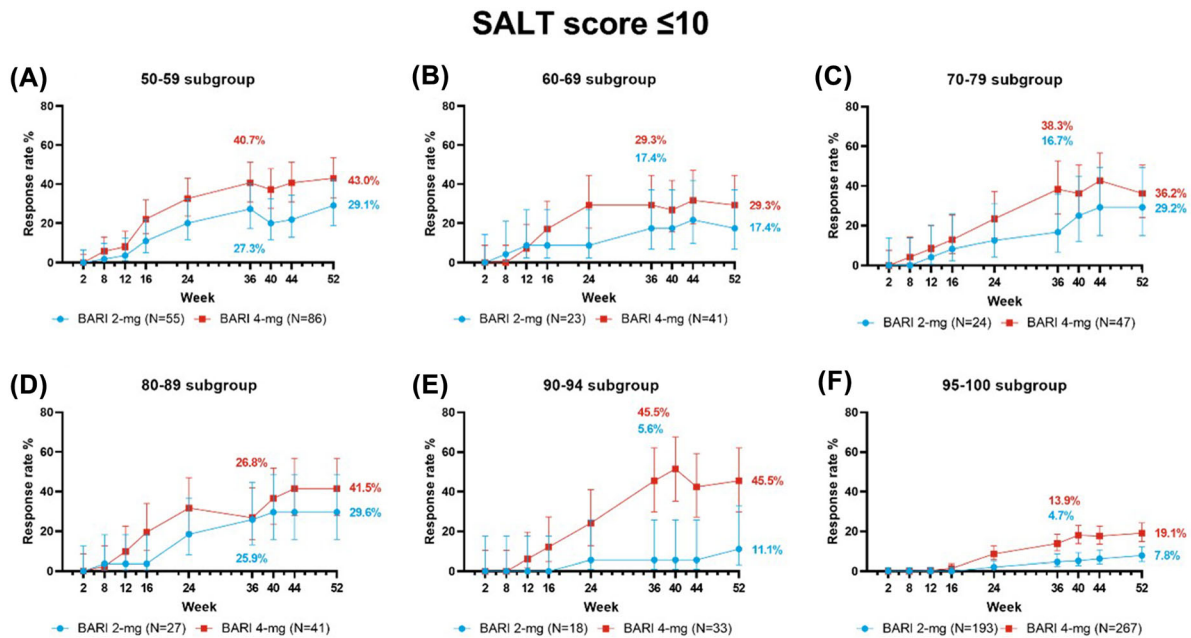 SALT score ≤10
(A)
50-59 subgroup
Response rate %
80
60
40
20
0
40.7%
27.3%
43.0%
29.1%
2 8 12 16 24 36 40 44 52
Week
BARI 2-mg (N=55) BARI 4-mg (N=86)
(B)
60-69 subgroup
Response rate %
80
60
40
20
0
29.3%
17.4%
29.3%
17.4%
2 8 12 16 24 36 40 44 52
Week
BARI 2-mg (N=23) BARI 4-mg (N=41)
(C)
70-79 subgroup
Response rate %
80
60
40
20
0
38.3%
16.7%
36.2%
29.2%
2 8 12 16 24 36 40 44 52
Week
BARI 2-mg (N=24) BARI 4-mg (N=47)
(D)
80-89 subgroup
Response rate %
80
60
40
20
0
26.8%
25.9%
41.5%
29.6%
2 8 12 16 24 36 40 44 52
Week
BARI 2-mg (N=27) BARI 4-mg (N=41)
(E)
90-94 subgroup
Response rate %
80
60
40
20
0
45.5%
5.6%
45.5%
11.1%
2 8 12 16 24 36 40 44 52
Week
BARI 2-mg (N=18) BARI 4-mg (N=33)
(F)
95-100 subgroup
Response rate %
80
60
40
20
0
13.9%
4.7%
19.1%
7.8%
2 8 12 16 24 36 40 44 52
Week
BARI 2-mg (N=193) BARI 4-mg (N=267)